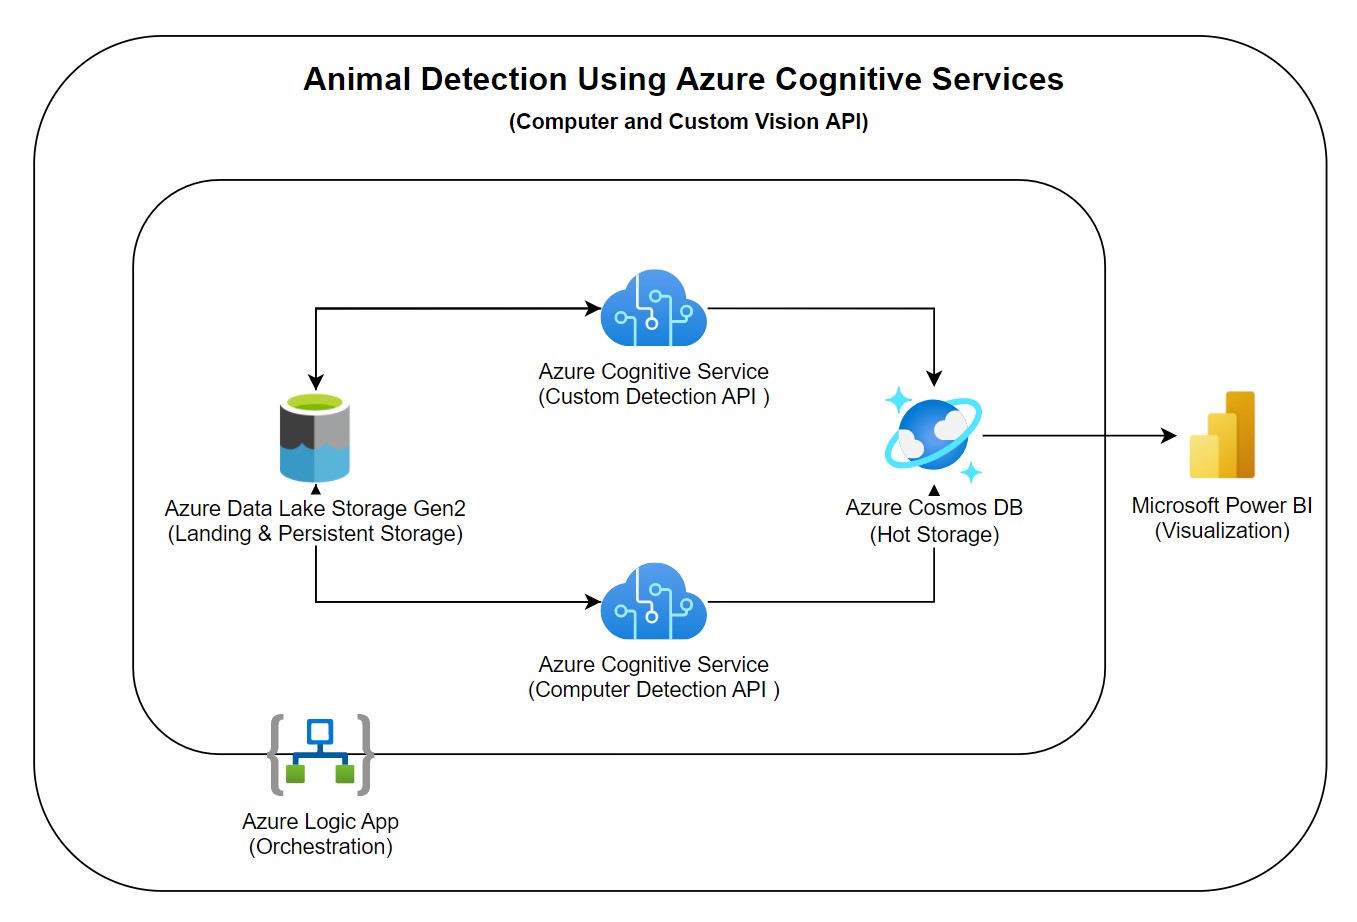 Animal Detection Using Azure Cognitive Services
(Computer and Custom Vision API)
Azure Cognitive Service
(Custom Detection API )
Azure Data Lake Storage Gen2
(Landing & Persistent Storage)
Azure Cosmos DB
(Hot Storage)
Microsoft Power BI
(Visualization)
Azure Cognitive Service
(Computer Detection API )
Azure Logic App
(Orchestration)